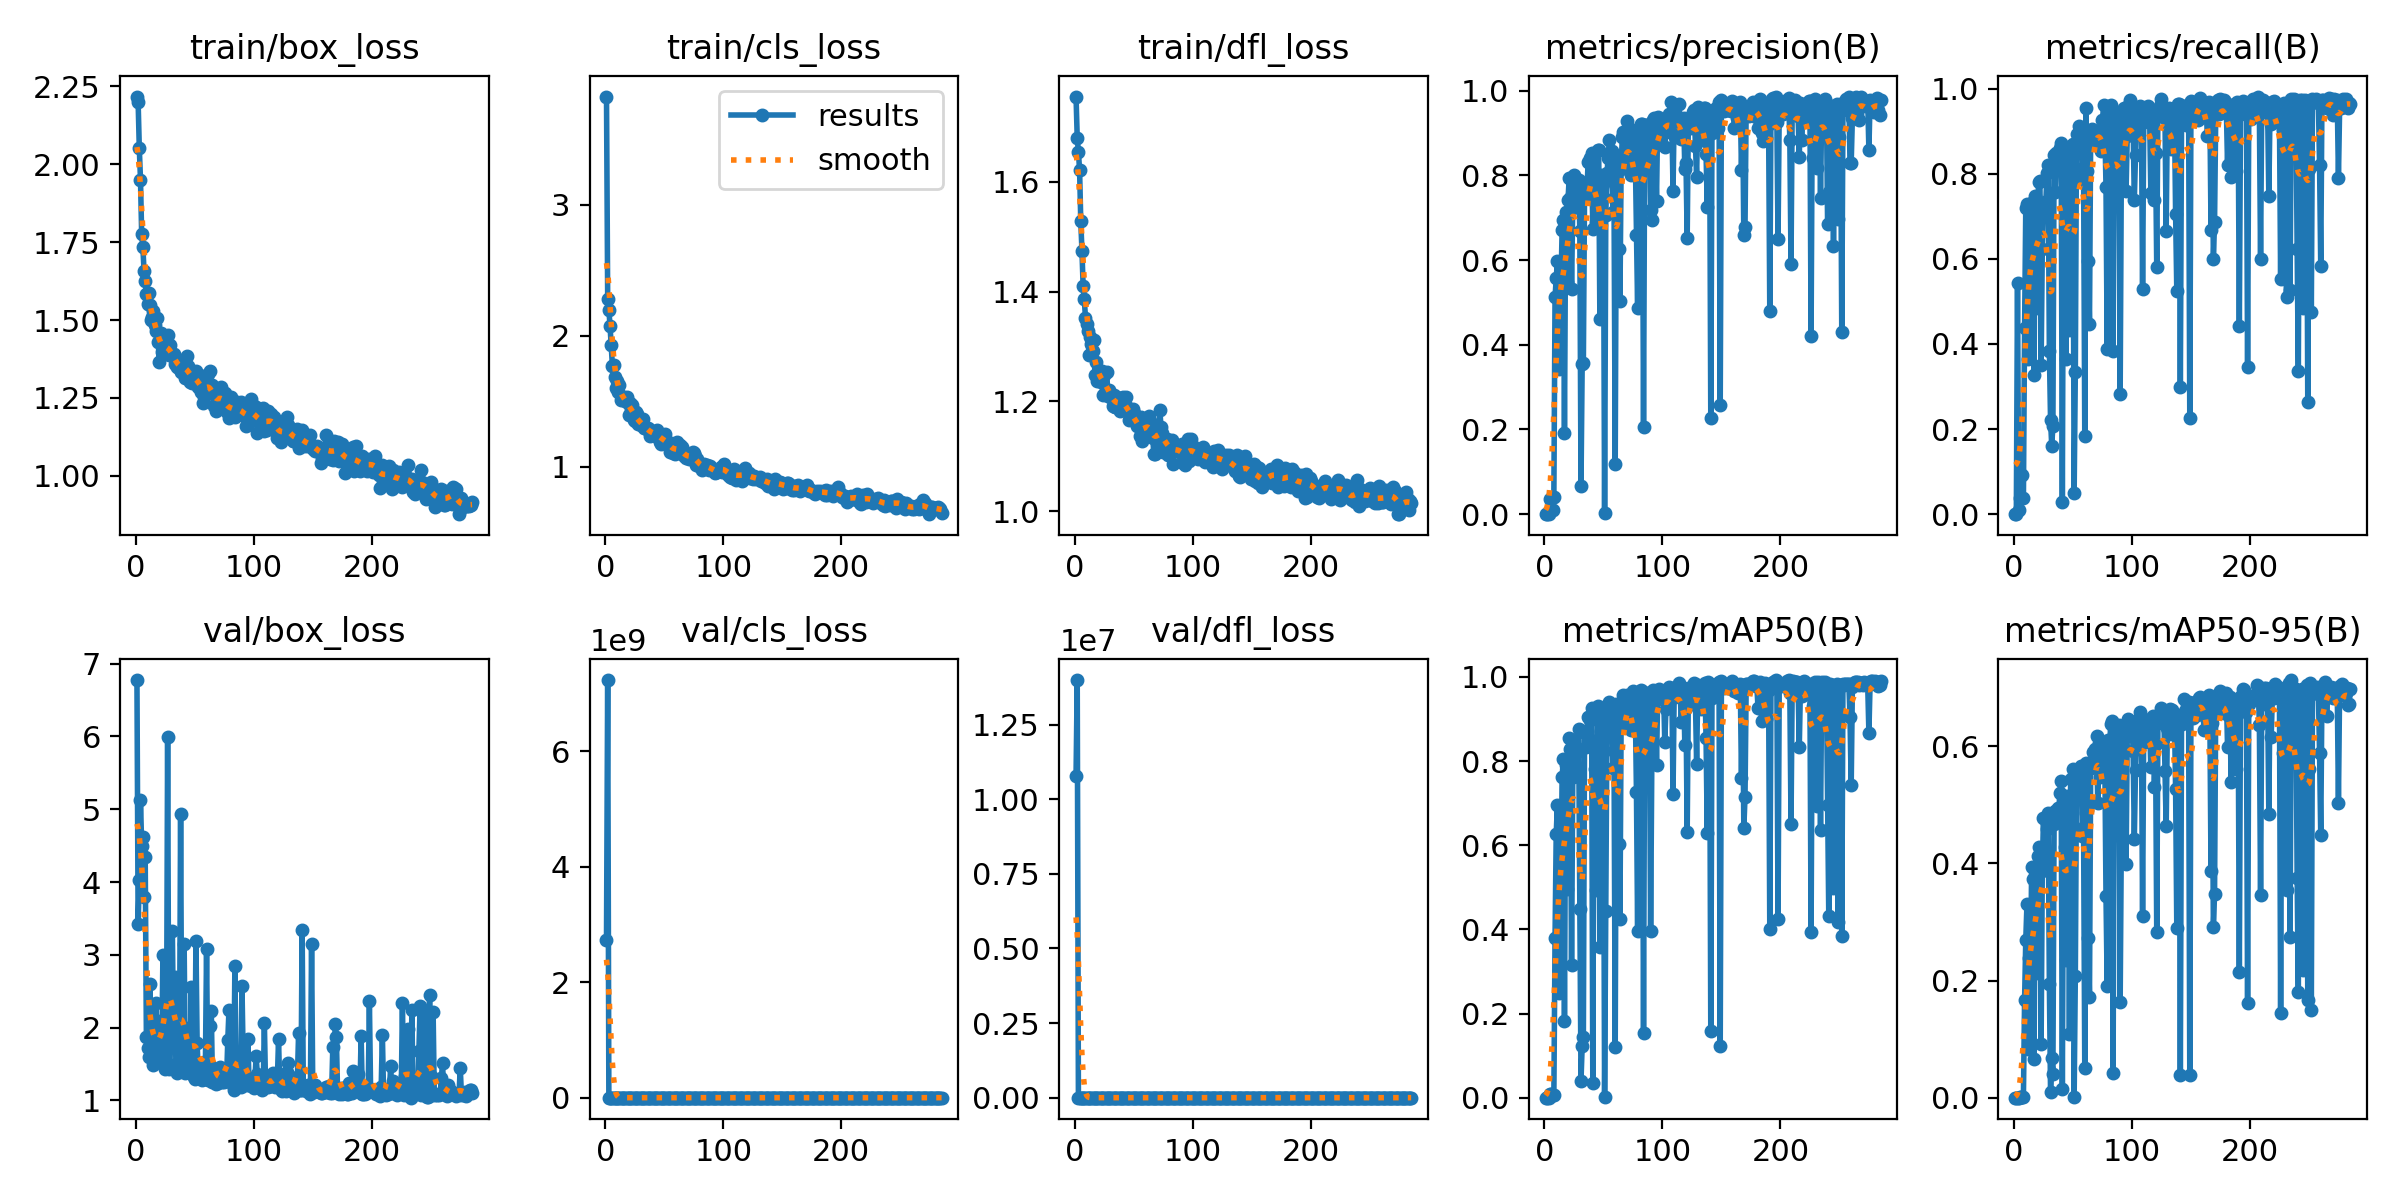 train/box_loss
2.25
2.00
1.75
1.50
1.25
1.00
0 100 200
train/cls_loss
results
smooth
3
2
1
0 100 200
train/dfl_loss
1.6
1.4
1.2
1.0
0 100 200
metrics/precision(B)
1.0
0.8
0.6
0.4
0.2
0.0
0 100 200
metrics/recall(B)
1.0
0.8
0.6
0.4
0.2
0.0
0 100 200
val/box_loss
7
6
5
4
3
2
1
0 100 200
1e9 val/cls_loss
6
4
2
0
0 100 200
1e7 val/dfl_loss
1.25
1.00
0.75
0.50
0.25
0.00
0 100 200
metrics/mAP50(B)
1.0
0.8
0.6
0.4
0.2
0.0
0 100 200
metrics/mAP50-95(B)
0.6
0.4
0.2
0.0
0 100 200